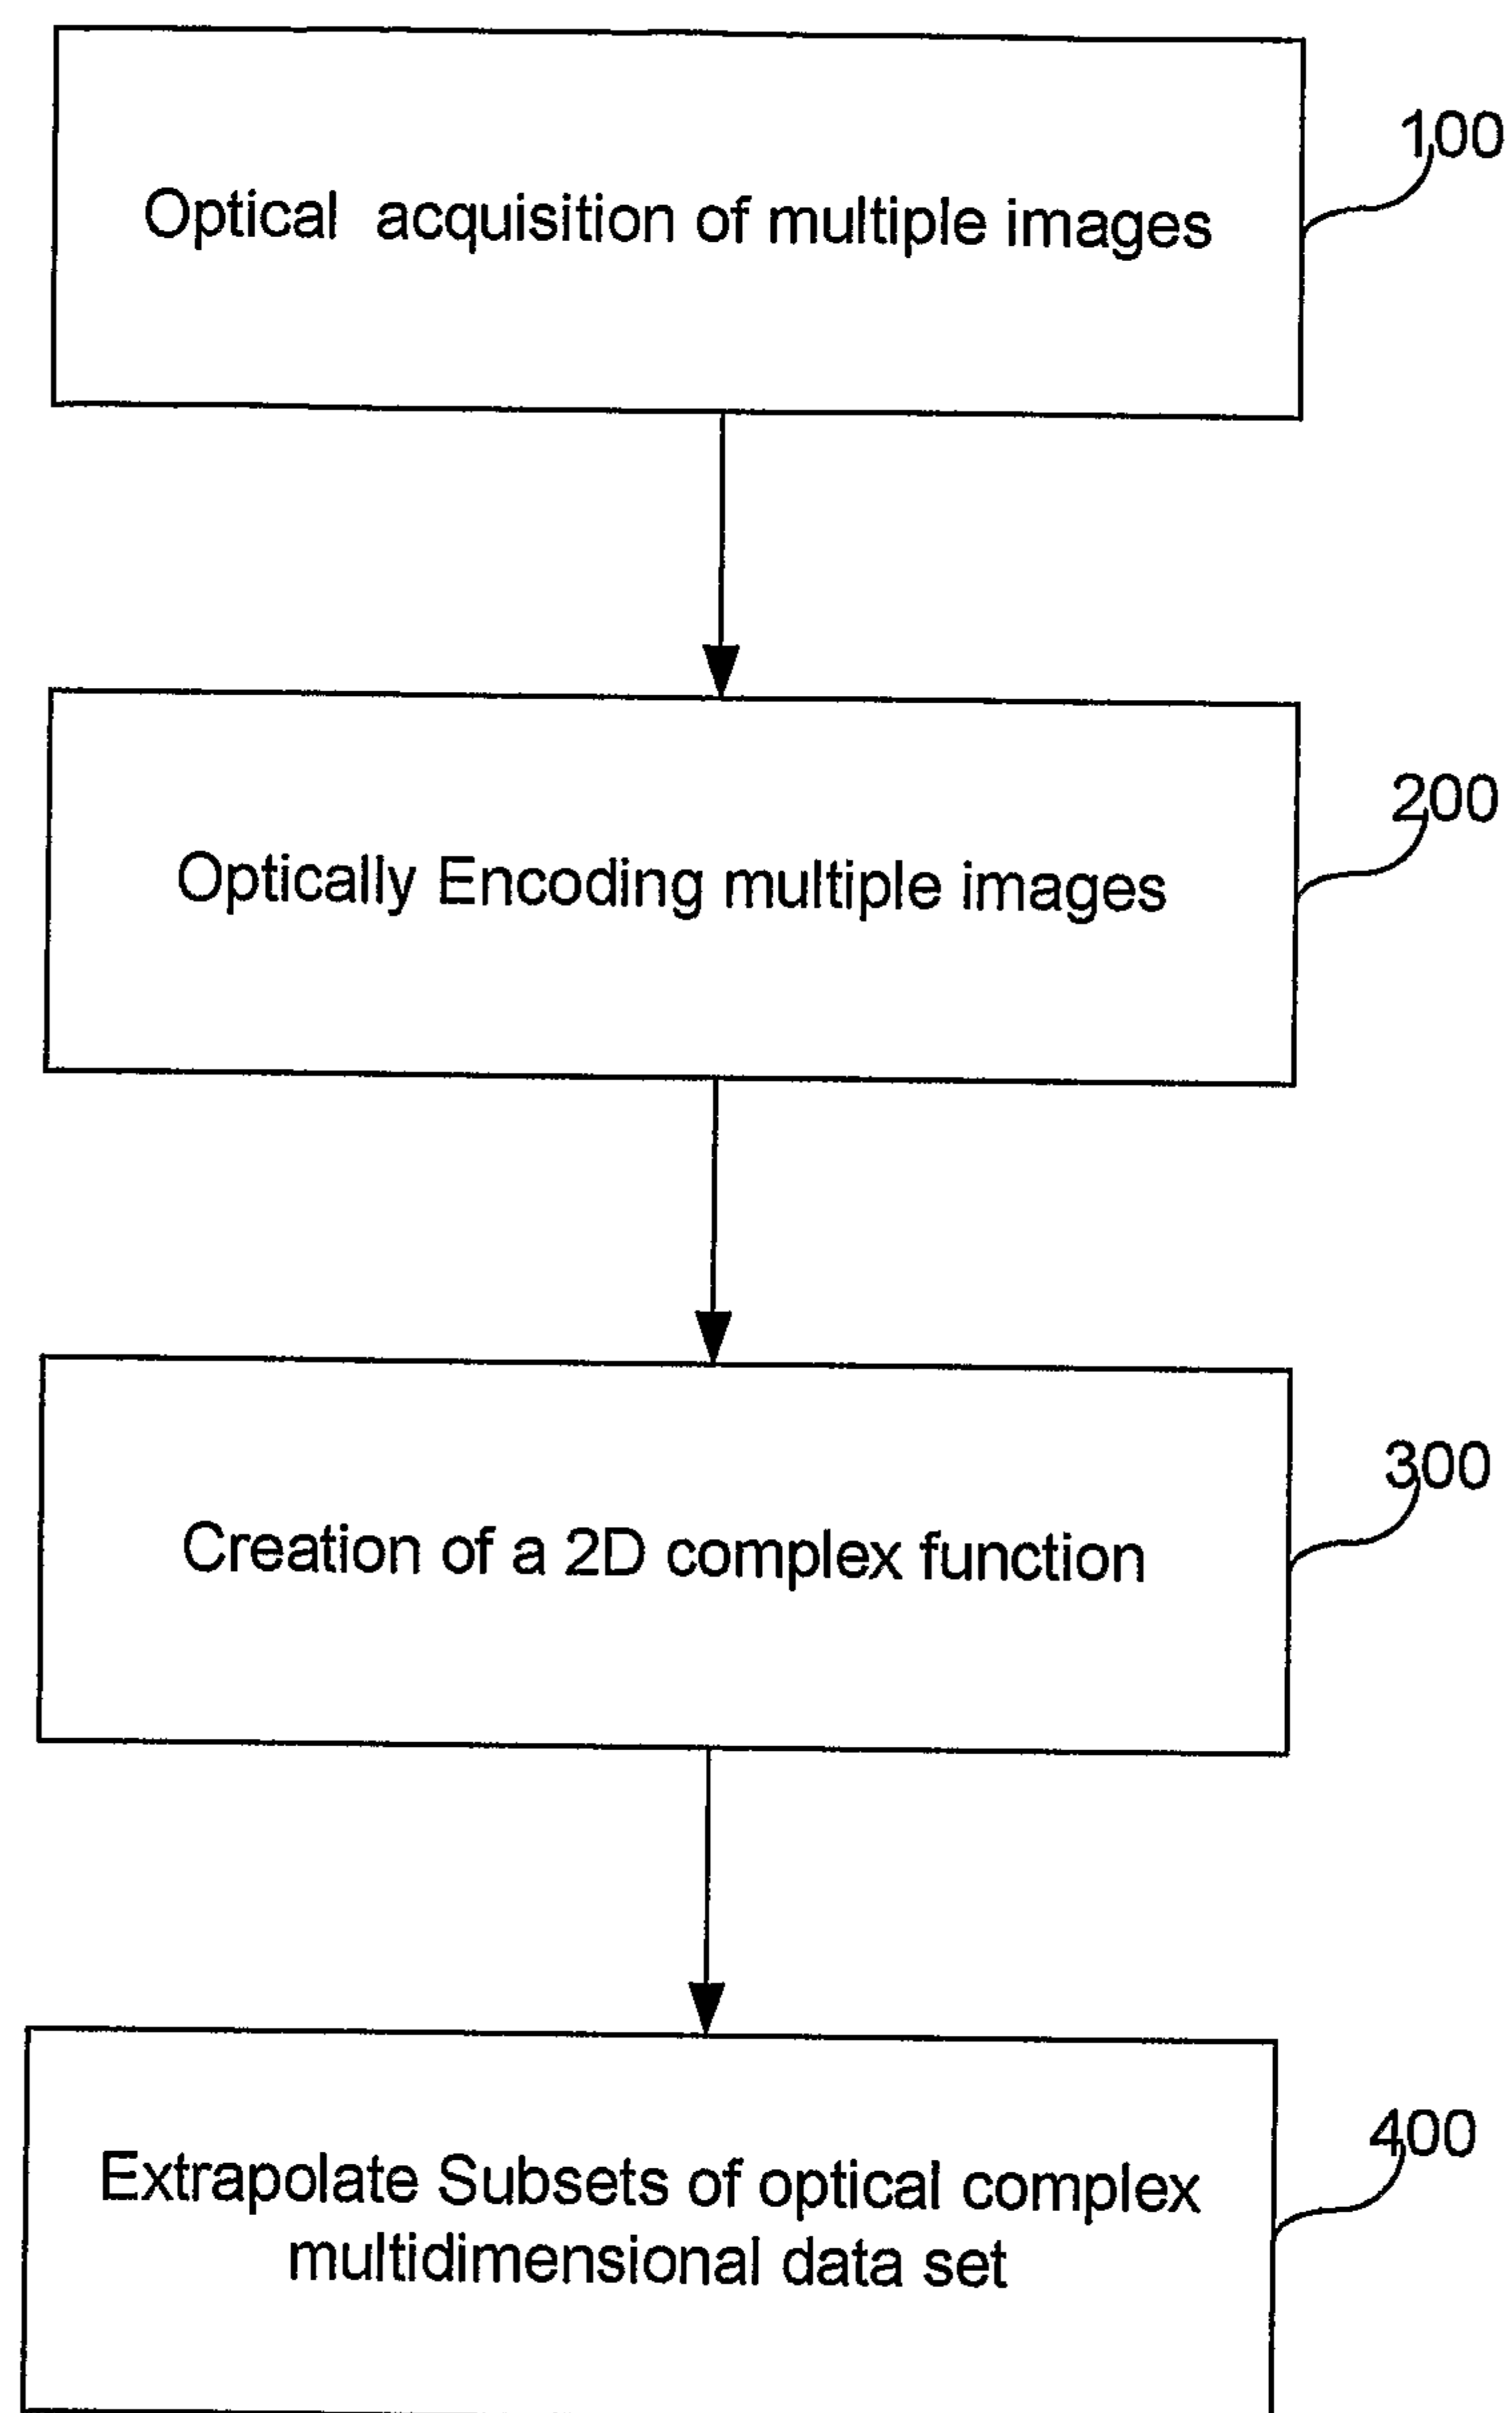 100
Optical acquisition of multiple images
200
Optically Encoding multiple images
300
Creation of a 2D complex function
400
Extrapolate Subsets of optical complex
multidimensional data set